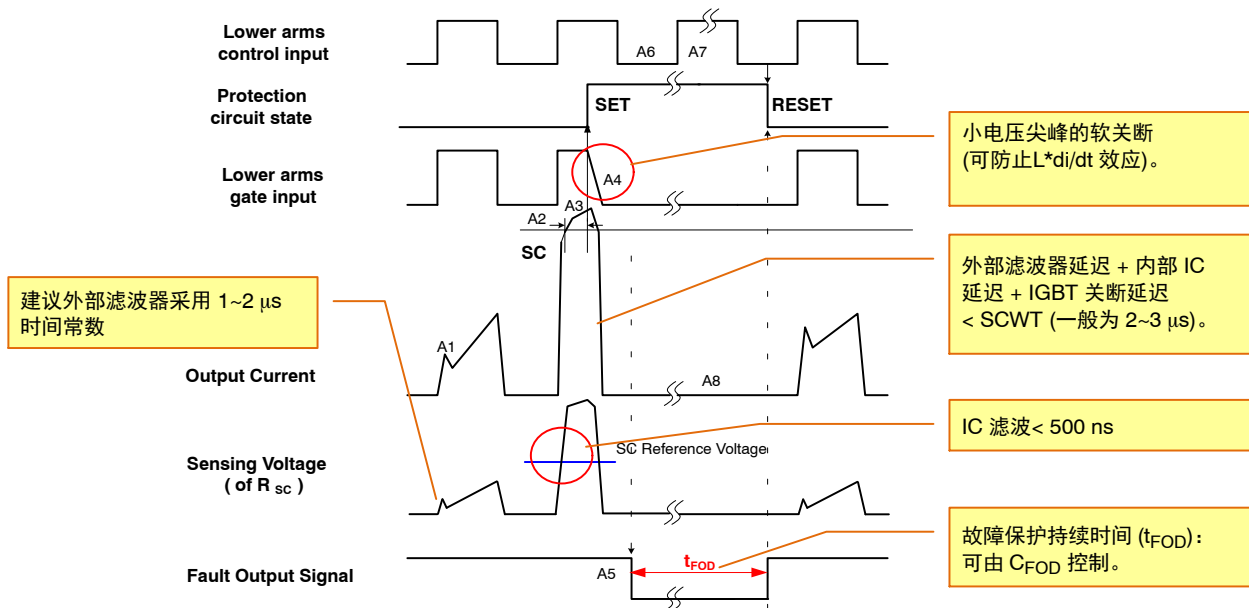 Lower arms
control input
A6
A7
Protection
circuit state
SET
RESET
小电压尖峰的软关断
(可防止L*di/dt 效应)。
Lower arms
gate input
A4
A3
A2
SC
外部滤波器延迟 + 内部 IC
延迟 + IGBT 关断延迟
< SCWT (一般为 2~3 μs)。
建议外部滤波器采用 1~2 μs
时间常数
A1
Output Current
A8
IC 滤波< 500 ns
SC Reference Voltage
Sensing Voltage
( of R SC )
故障保护持续时间 (tFOD)：
可由 CFOD 控制。
tFOD
Fault Output Signal
A5